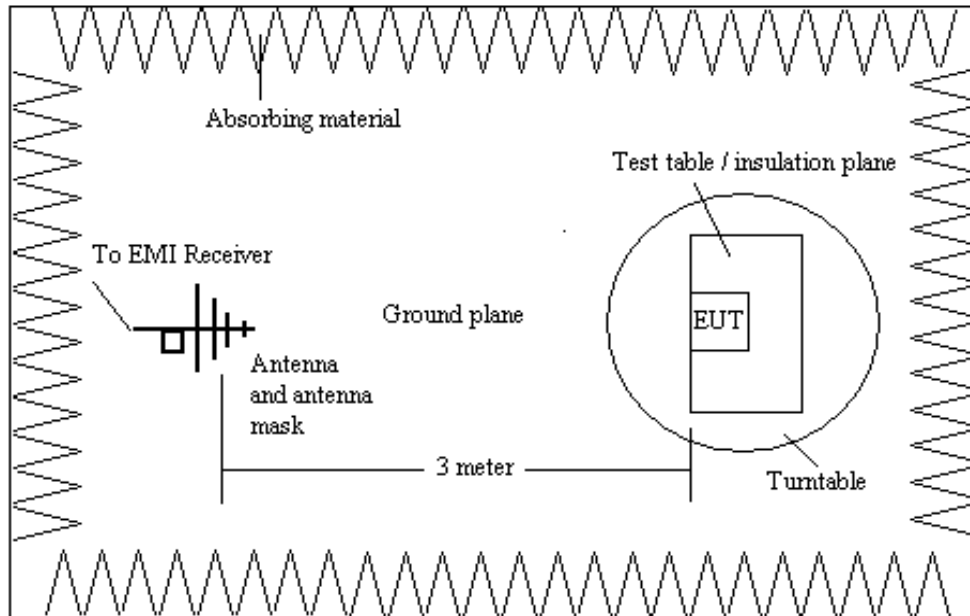 Absorbing material
Test table / insulation plane
To EMI Receiver
Ground plane
EUT
Antenna
and antenna
mask
3 meter
Turntable